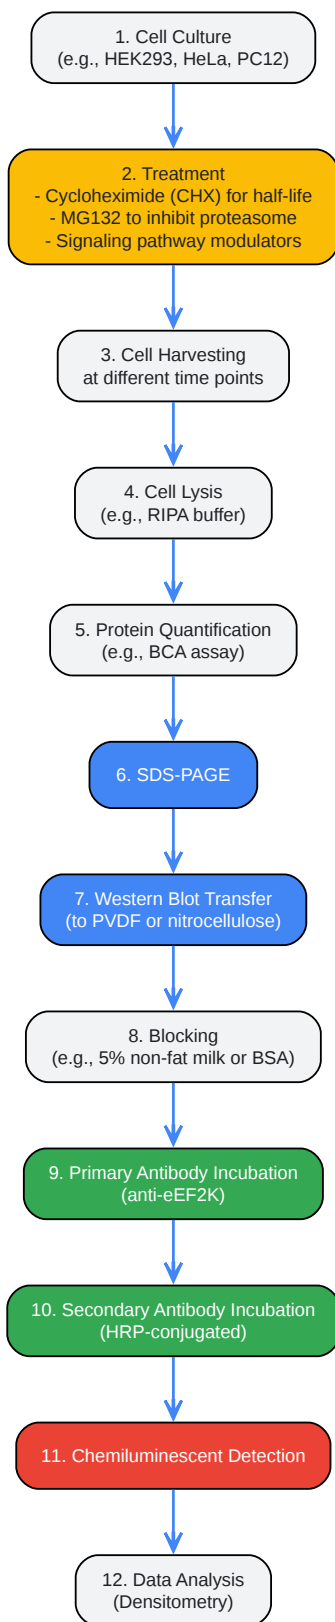 1. Cell Culture
(e.g., HEK293, HeLa, PC12)
2. Treatment
- Cycloheximide (CHX) for half-life
- MG132 to inhibit proteasome
- Signaling pathway modulators
3. Cell Harvesting
at different time points
4. Cell Lysis
(e.g., RIPA buffer)
5. Protein Quantification
(e.g., BCA assay)
6. SDS-PAGE
7. Western Blot Transfer
(to PVDF or nitrocellulose)
8. Blocking
(e.g., 5% non-fat milk or BSA)
9. Primary Antibody Incubation
(anti-eEF2K)
10. Secondary Antibody Incubation
(HRP-conjugated)
11. Chemiluminescent Detection
12. Data Analysis
(Densitometry)